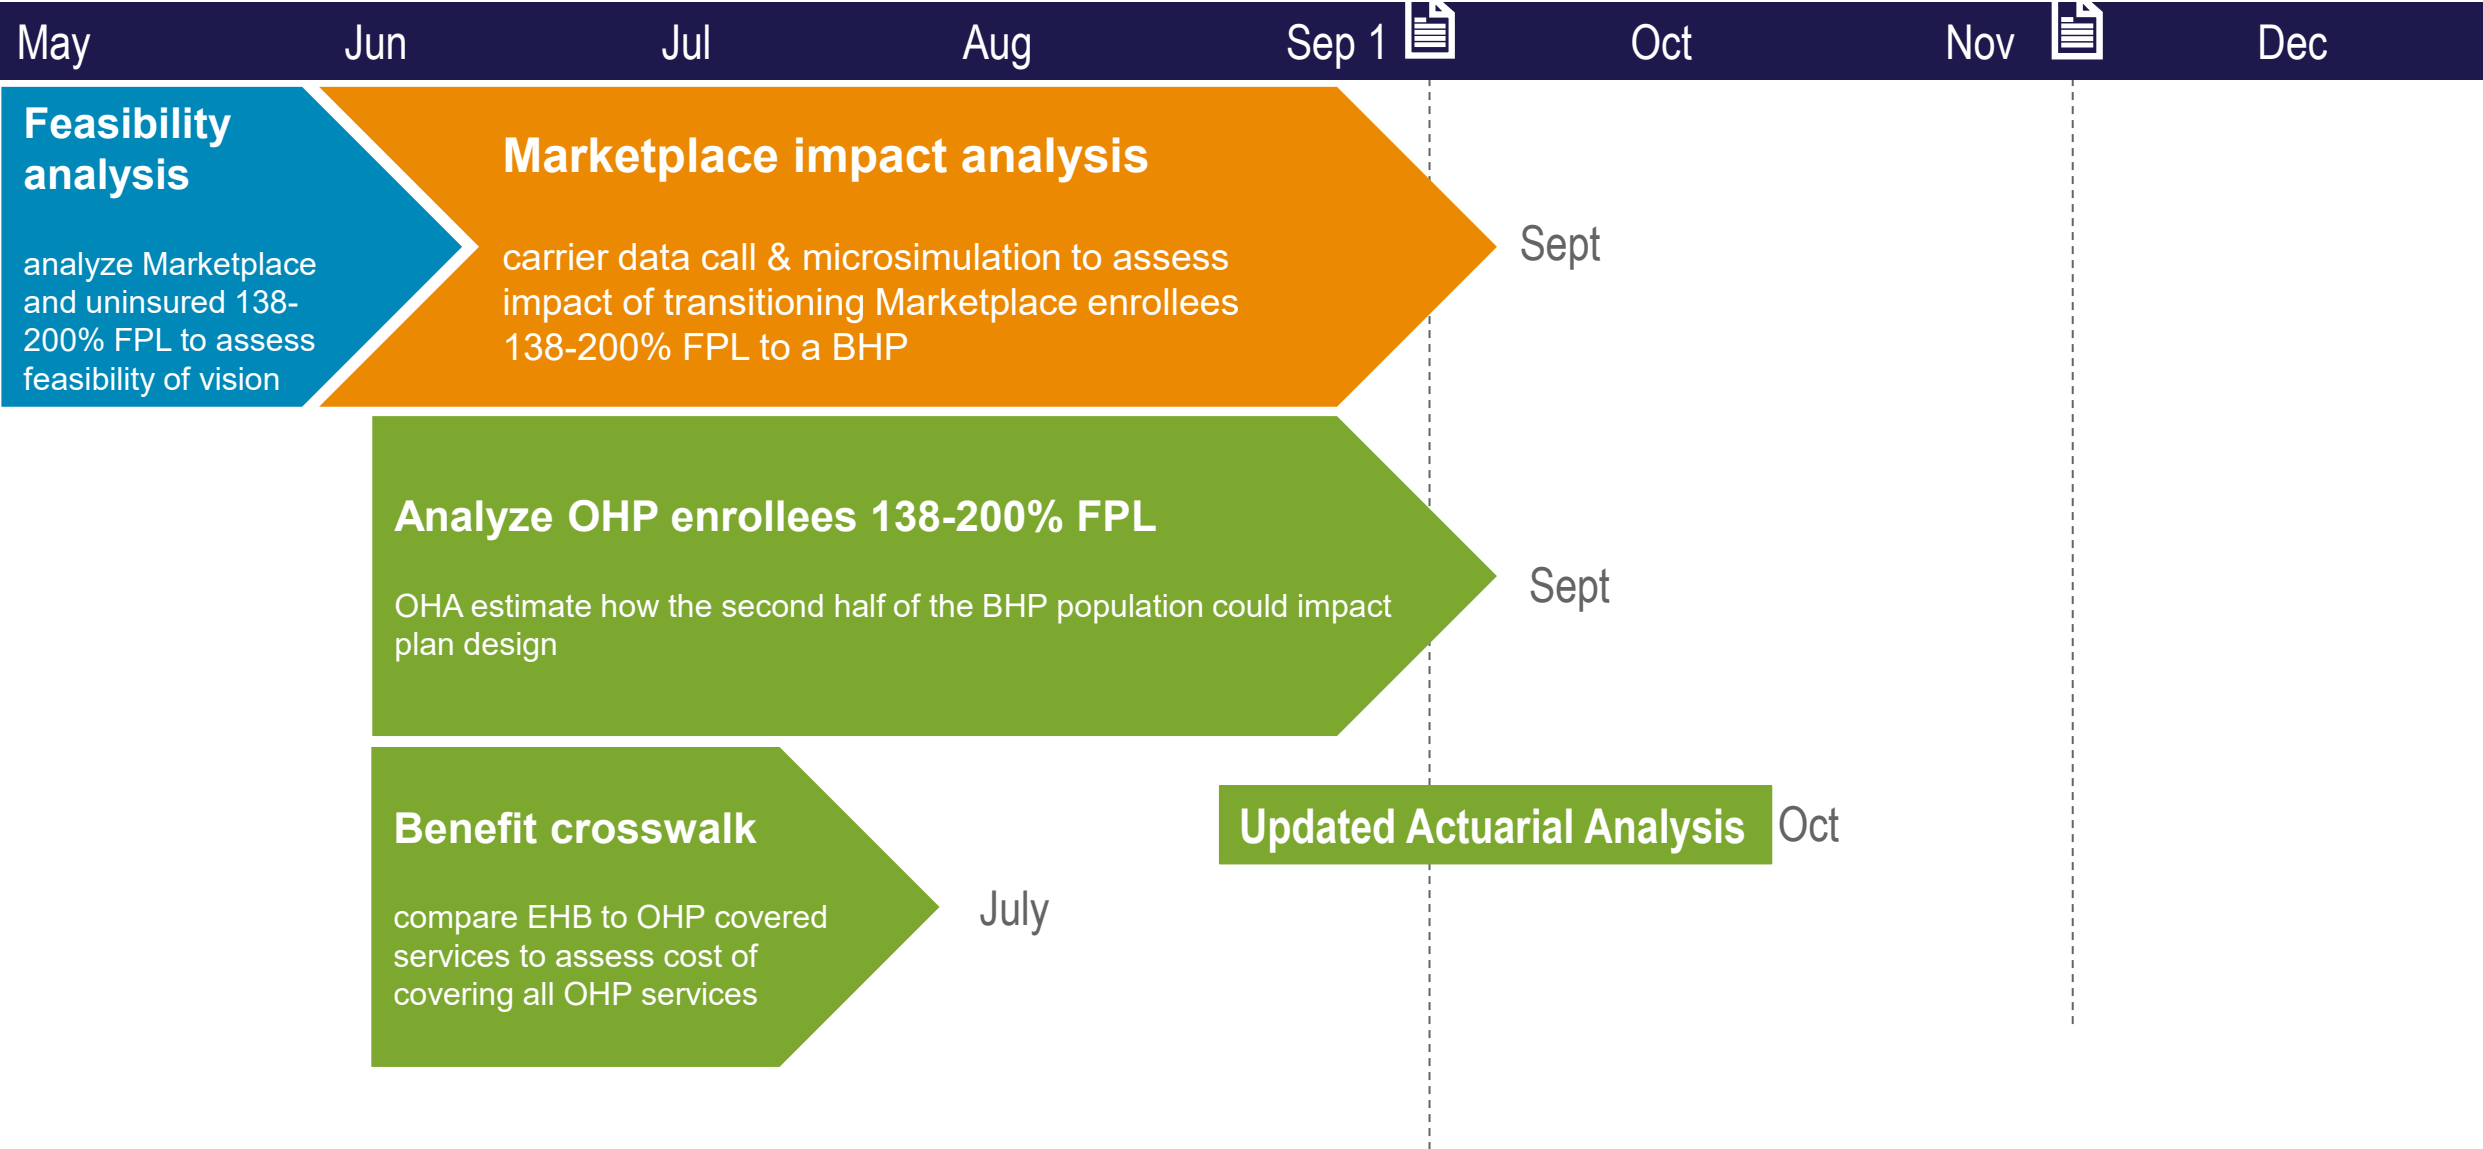 May Jun Jul Aug Sep 1 Oct Nov Dec
Feasibility
analysis
analyze Marketplace
and uninsured 138-
200% FPL to assess
feasibility of vision
Marketplace impact analysis
carrier data call & microsimulation to assess
impact of transitioning Marketplace enrollees
138-200% FPL to a BHP
Sept
Analyze OHP enrollees 138-200% FPL
OHA estimate how the second half of the BHP population could impact
plan design
Sept
Benefit crosswalk
compare EHB to OHP covered
services to assess cost of
covering all OHP services
July
Updated Actuarial Analysis
Oct